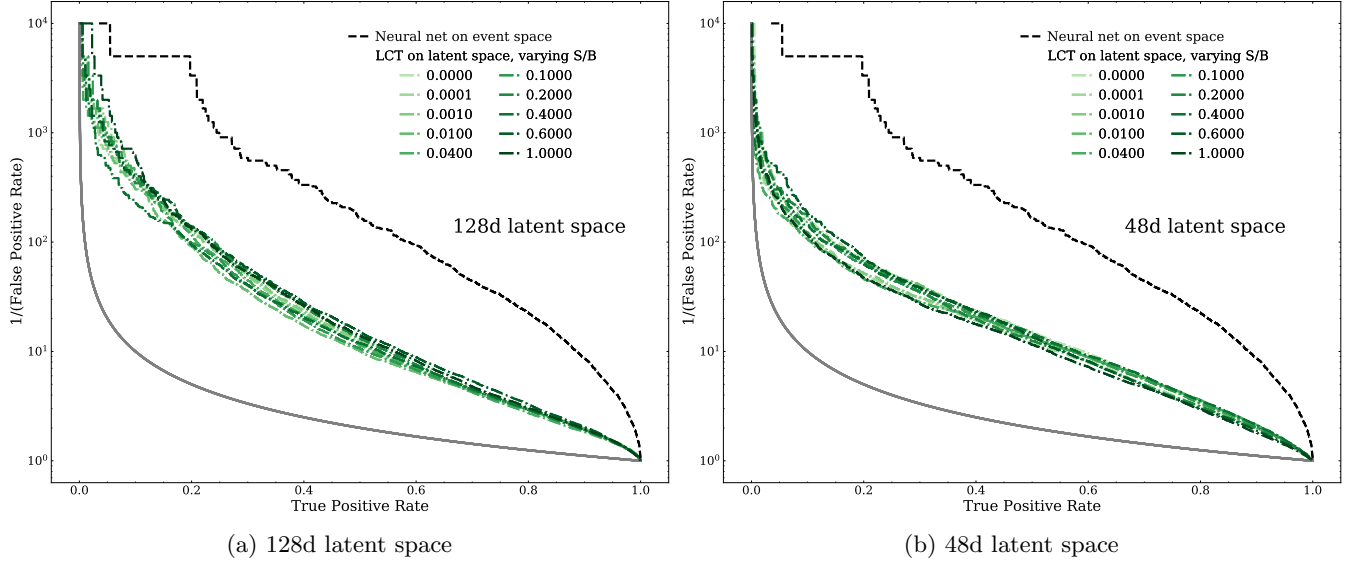 10⁴
10³
10²
10¹
10⁰
1/(False Positive Rate)
Neural net on event space
LCT on latent space, varying S/B
0.0000 0.1000
0.0001 0.2000
0.0010 0.4000
0.0100 0.6000
0.0400 1.0000
128d latent space
0.0 0.2 0.4 0.6 0.8 1.0
True Positive Rate
(a) 128d latent space
10⁴
10³
10²
10¹
10⁰
1/(False Positive Rate)
Neural net on event space
LCT on latent space, varying S/B
0.0000 0.1000
0.0001 0.2000
0.0010 0.4000
0.0100 0.6000
0.0400 1.0000
48d latent space
0.0 0.2 0.4 0.6 0.8 1.0
True Positive Rate
(b) 48d latent space